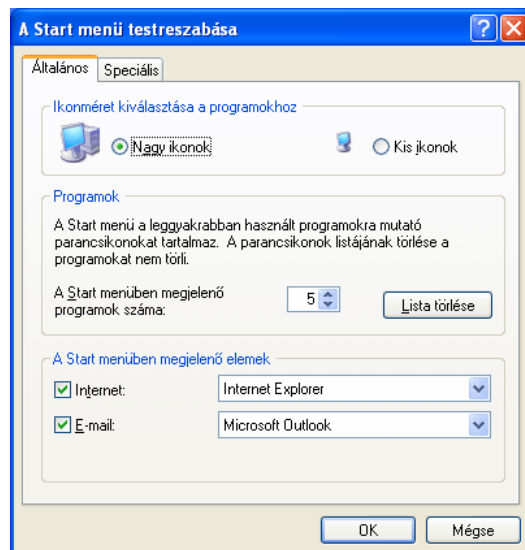 A Start menü testreszabása
Általános
Speciális
Ikonméret kiválasztása a programokhoz
Nagy ikonok
Kis ikonok
Programok
A Start menü a leggyakrabban használt programokra mutató
parancsikonokat tartalmaz. A parancsikonok listájának törlése a
programokat nem törli.
A Start menüben megjelenő
programok száma:
5
Lista törlése
A Start menüben megjelenő elemek
Internet:
Internet Explorer
E-mail:
Microsoft Outlook
OK
Mégse